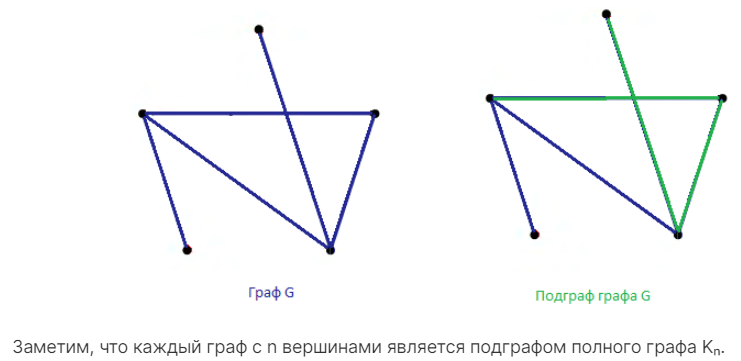 Граф G
Подграф графа G
Заметим, что каждый граф с n вершинами является подграфом полного графа Kₙ.